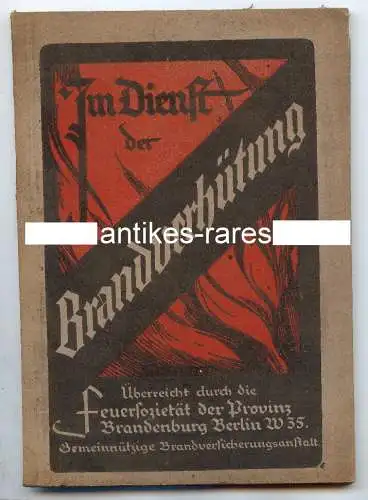 Im Dienst
der
Brandverhütung
antikes-rares
Überreicht durch die
Feuersozietät der Provinz
Brandenburg Berlin W 35.
Gemeinnützige Brandversicherungsanstalt